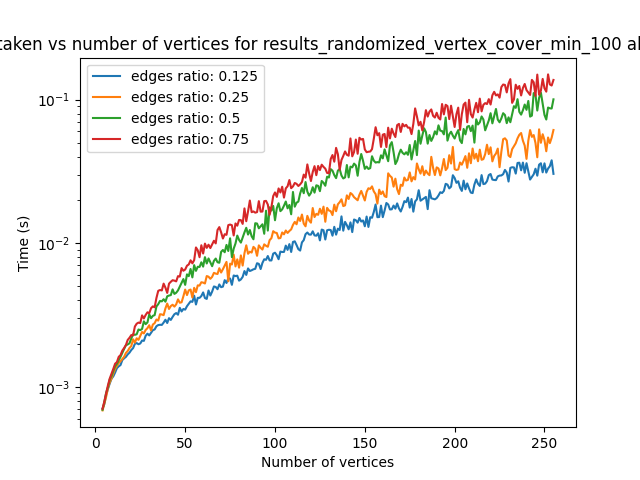 taken vs number of vertices for results_randomized_vertex_cover_min_100 al
edges ratio: 0.125
edges ratio: 0.25
edges ratio: 0.5
edges ratio: 0.75
10⁻¹
10⁻²
10⁻³
Time (s)
0 50 100 150 200 250
Number of vertices